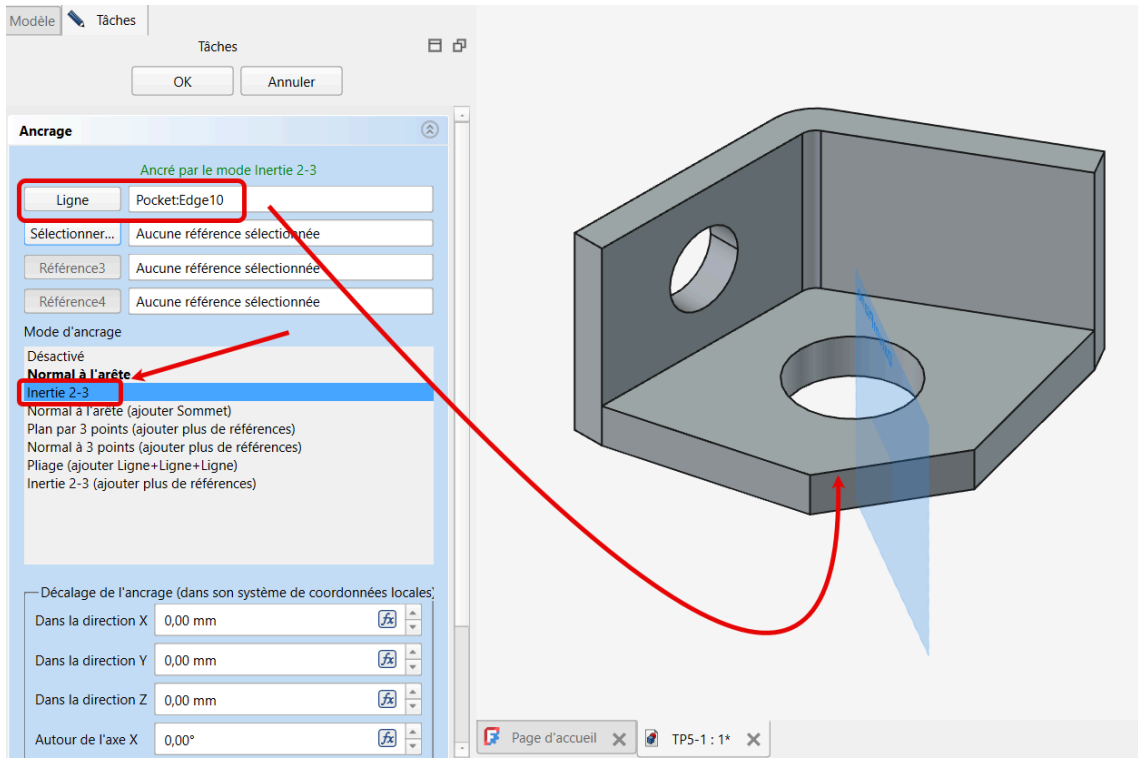 Modèle Tâches
Tâches
OK Annuler
Ancrage
Ancré par le mode Inertie 2-3
Ligne Pocket:Edge10
Sélectionner... Aucune référence sélectionnée
Référence3 Aucune référence sélectionnée
Référence4 Aucune référence sélectionnée
Mode d'ancrage
Désactivé
Normal à l'arête
Inertie 2-3
Normal à l'arête (ajouter Sommet)
Plan par 3 points (ajouter plus de références)
Normal à 3 points (ajouter plus de références)
Pliage (ajouter Ligne+Ligne+Ligne)
Inertie 2-3 (ajouter plus de références)
Décalage de l'ancrage (dans son système de coordonnées locales)
Dans la direction X 0,00 mm fx
Dans la direction Y 0,00 mm fx
Dans la direction Z 0,00 mm fx
Autour de l'axe X 0,00° fx
Page d'accueil TP5-1 : 1*